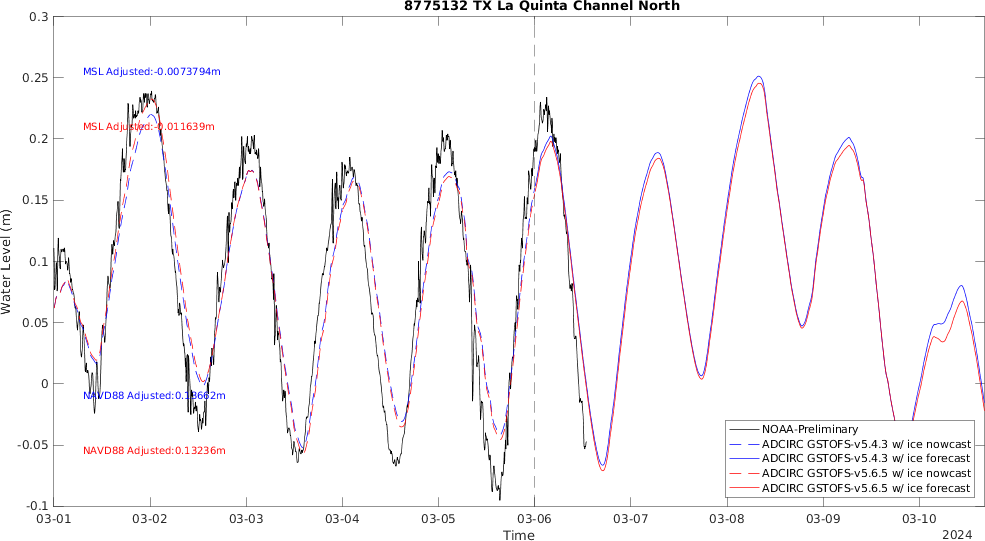 8775132 TX La Quinta Channel North
0.3
0.25
0.2
0.15
0.1
0.05
0
-0.05
-0.1
Water Level (m)
MSL Adjusted:-0.0073794m
MSL Adjusted:-0.011639m
NAVD88 Adjusted:0.13662m
NAVD88 Adjusted:0.13236m
NOAA-Preliminary
ADCIRC GSTOFS-v5.4.3 w/ ice nowcast
ADCIRC GSTOFS-v5.4.3 w/ ice forecast
ADCIRC GSTOFS-v5.6.5 w/ ice nowcast
ADCIRC GSTOFS-v5.6.5 w/ ice forecast
03-01 03-02 03-03 03-04 03-05 03-06 03-07 03-08 03-09 03-10
Time
2024